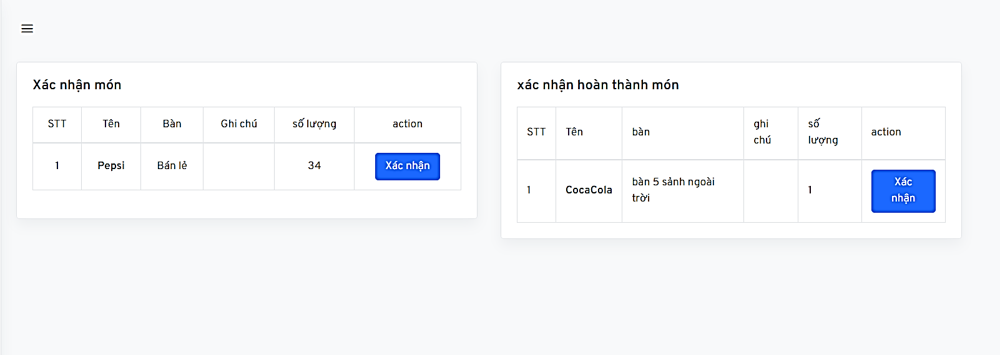 Xác nhận món
STT Tên Bàn Ghi chú số lượng action
1 Pepsi Bán lẻ 34 Xác nhận
xác nhận hoàn thành món
STT Tên bàn ghi chú số lượng action
1 CocaCola bàn 5 sảnh ngoài trời 1 Xác nhận